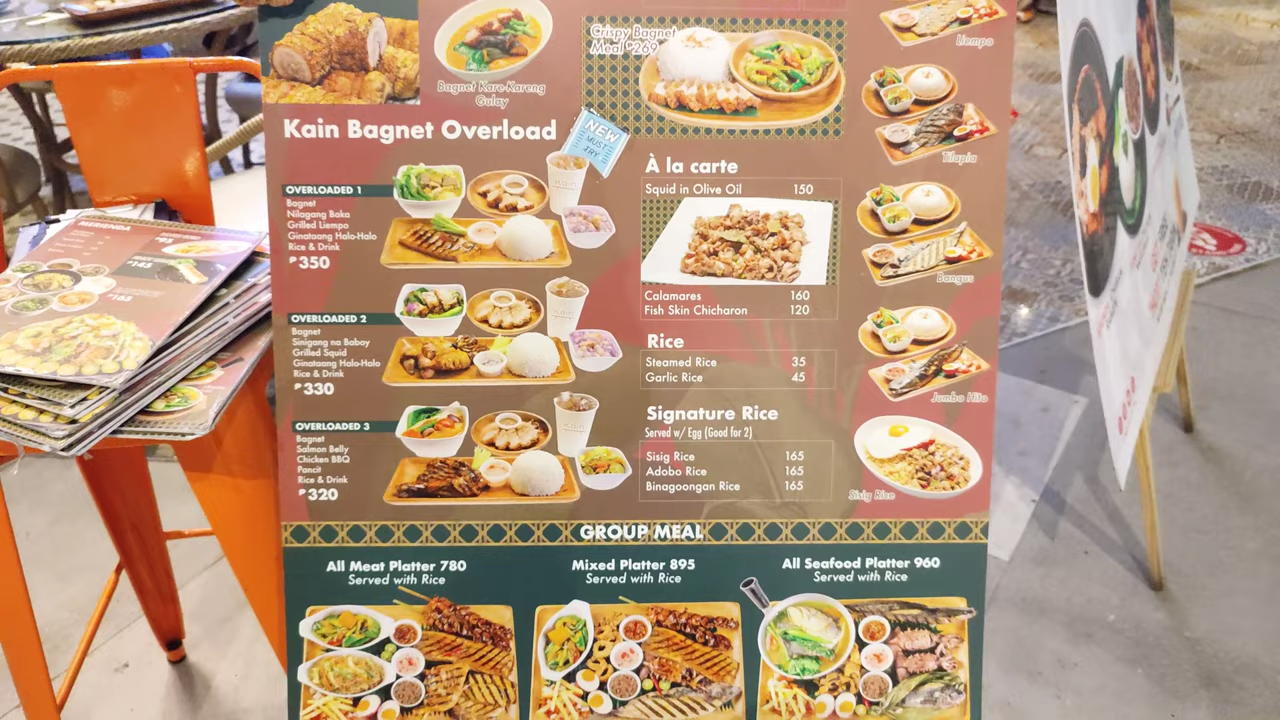 Bagnet Kare-Kareng
Gulay
Crispy Bagnet
Meal ₱269
Liempo
Kain Bagnet Overload
NEW
MUST
TRY
OVERLOADED 1
Bagnet
Nilagang Baka
Grilled Liempo
Ginataang Halo-Halo
Rice & Drink
₱350
OVERLOADED 2
Bagnet
Sinigang na Baboy
Grilled Squid
Ginataang Halo-Halo
Rice & Drink
₱330
OVERLOADED 3
Bagnet
Salmon Belly
Chicken BBQ
Pancit
Rice & Drink
₱320
À la carte
Squid in Olive Oil 150
Calamares 160
Fish Skin Chicharon 120
Rice
Steamed Rice 35
Garlic Rice 45
Signature Rice
Served w/ Egg (Good for 2)
Sisig Rice 165
Adobo Rice 165
Binagoongan Rice 165
Tilapia
Bangus
Jumbo Hito
Sisig Rice
GROUP MEAL
All Meat Platter 780
Served with Rice
Mixed Platter 895
Served with Rice
All Seafood Platter 960
Served with Rice
MERIENDA
₱145
₱165